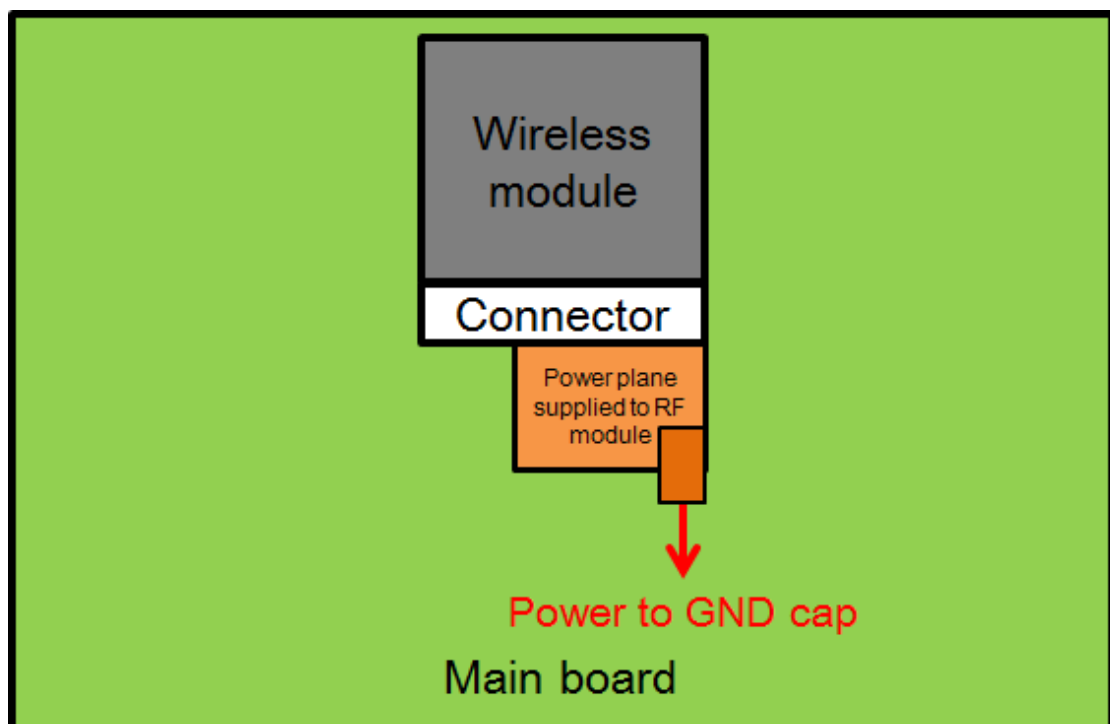 Wireless
module
Connector
Power plane
supplied to RF
module
Power to GND cap
Main board